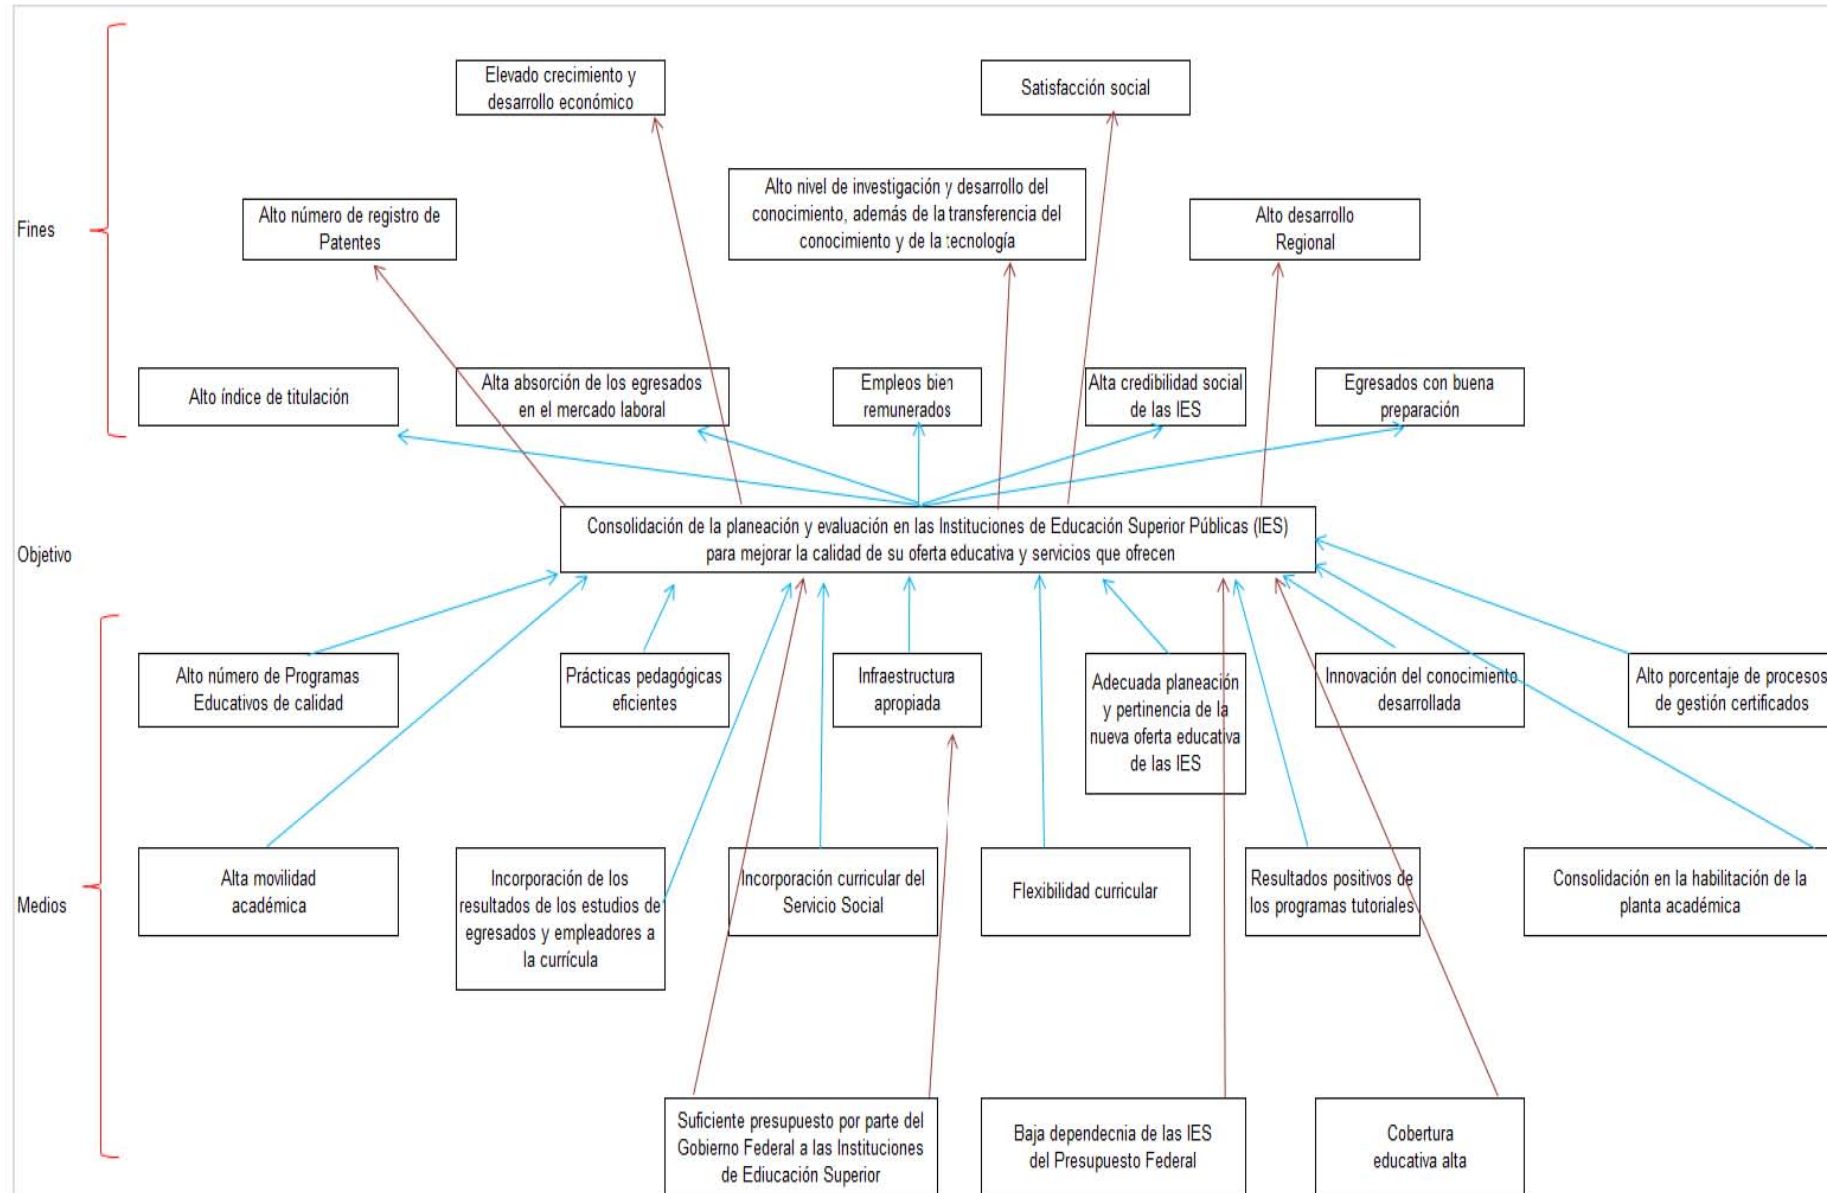 Elevado crecimiento y
desarrollo económico
Satisfacción social
Fines
Alto número de registro de
Patentes
Alto nivel de investigación y desarrollo del
conocimiento, además de la transferencia del
conocimiento y de la tecnología
Alto desarrollo
Regional
Alto índice de titulación
Alta absorción de los egresados
en el mercado laboral
Empleos bien
remunerados
Alta credibilidad social
de las IES
Egresados con buena
preparación
Objetivo
Consolidación de la planeación y evaluación en las Instituciones de Educación Superior Públicas (IES)
para mejorar la calidad de su oferta educativa y servicios que ofrecen
Alto número de Programas
Educativos de calidad
Prácticas pedagógicas
eficientes
Infraestructura
apropiada
Adecuada planeación
y pertinencia de la
nueva oferta educativa
de las IES
Innovación del conocimiento
desarrollada
Alto porcentaje de procesos
de gestión certificados
Medios
Alta movilidad
académica
Incorporación de los
resultados de los estudios de
egresados y empleadores a
la currícula
Incorporación curricular del
Servicio Social
Flexibilidad curricular
Resultados positivos de
los programas tutoriales
Consolidación en la habilitación de la
planta académica
Suficiente presupuesto por parte del
Gobierno Federal a las Instituciones
de Educación Superior
Baja dependecnia de las IES
del Presupuesto Federal
Cobertura
educativa alta